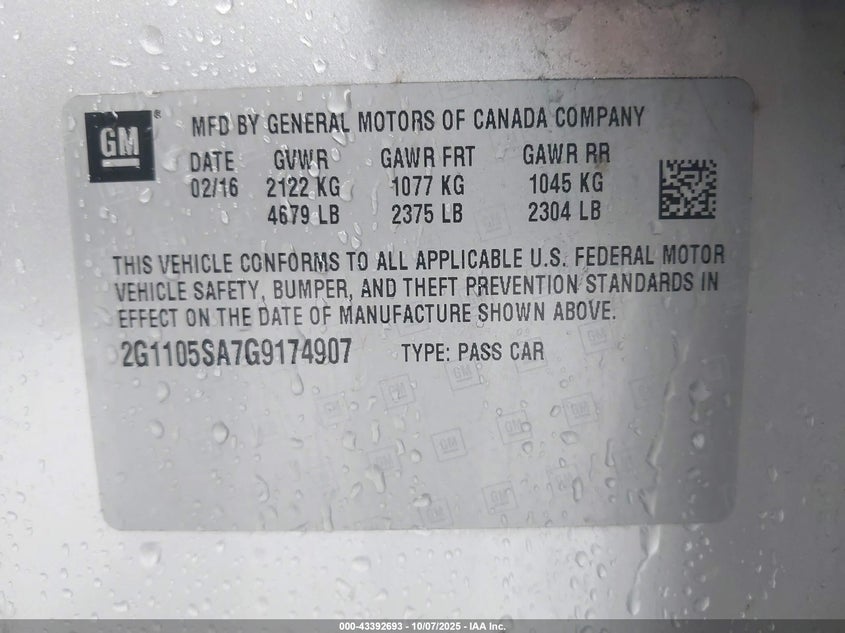 GM ®
MFD BY GENERAL MOTORS OF CANADA COMPANY
DATE GVWR GAWR FRT GAWR RR
02/16 2122 KG 1077 KG 1045 KG
4679 LB 2375 LB 2304 LB
THIS VEHICLE CONFORMS TO ALL APPLICABLE U.S. FEDERAL MOTOR
VEHICLE SAFETY, BUMPER, AND THEFT PREVENTION STANDARDS IN
EFFECT ON THE DATE OF MANUFACTURE SHOWN ABOVE.
2G1105SA7G9174907 TYPE: PASS CAR
000-43392693 - 10/07/2025 - IAA Inc.